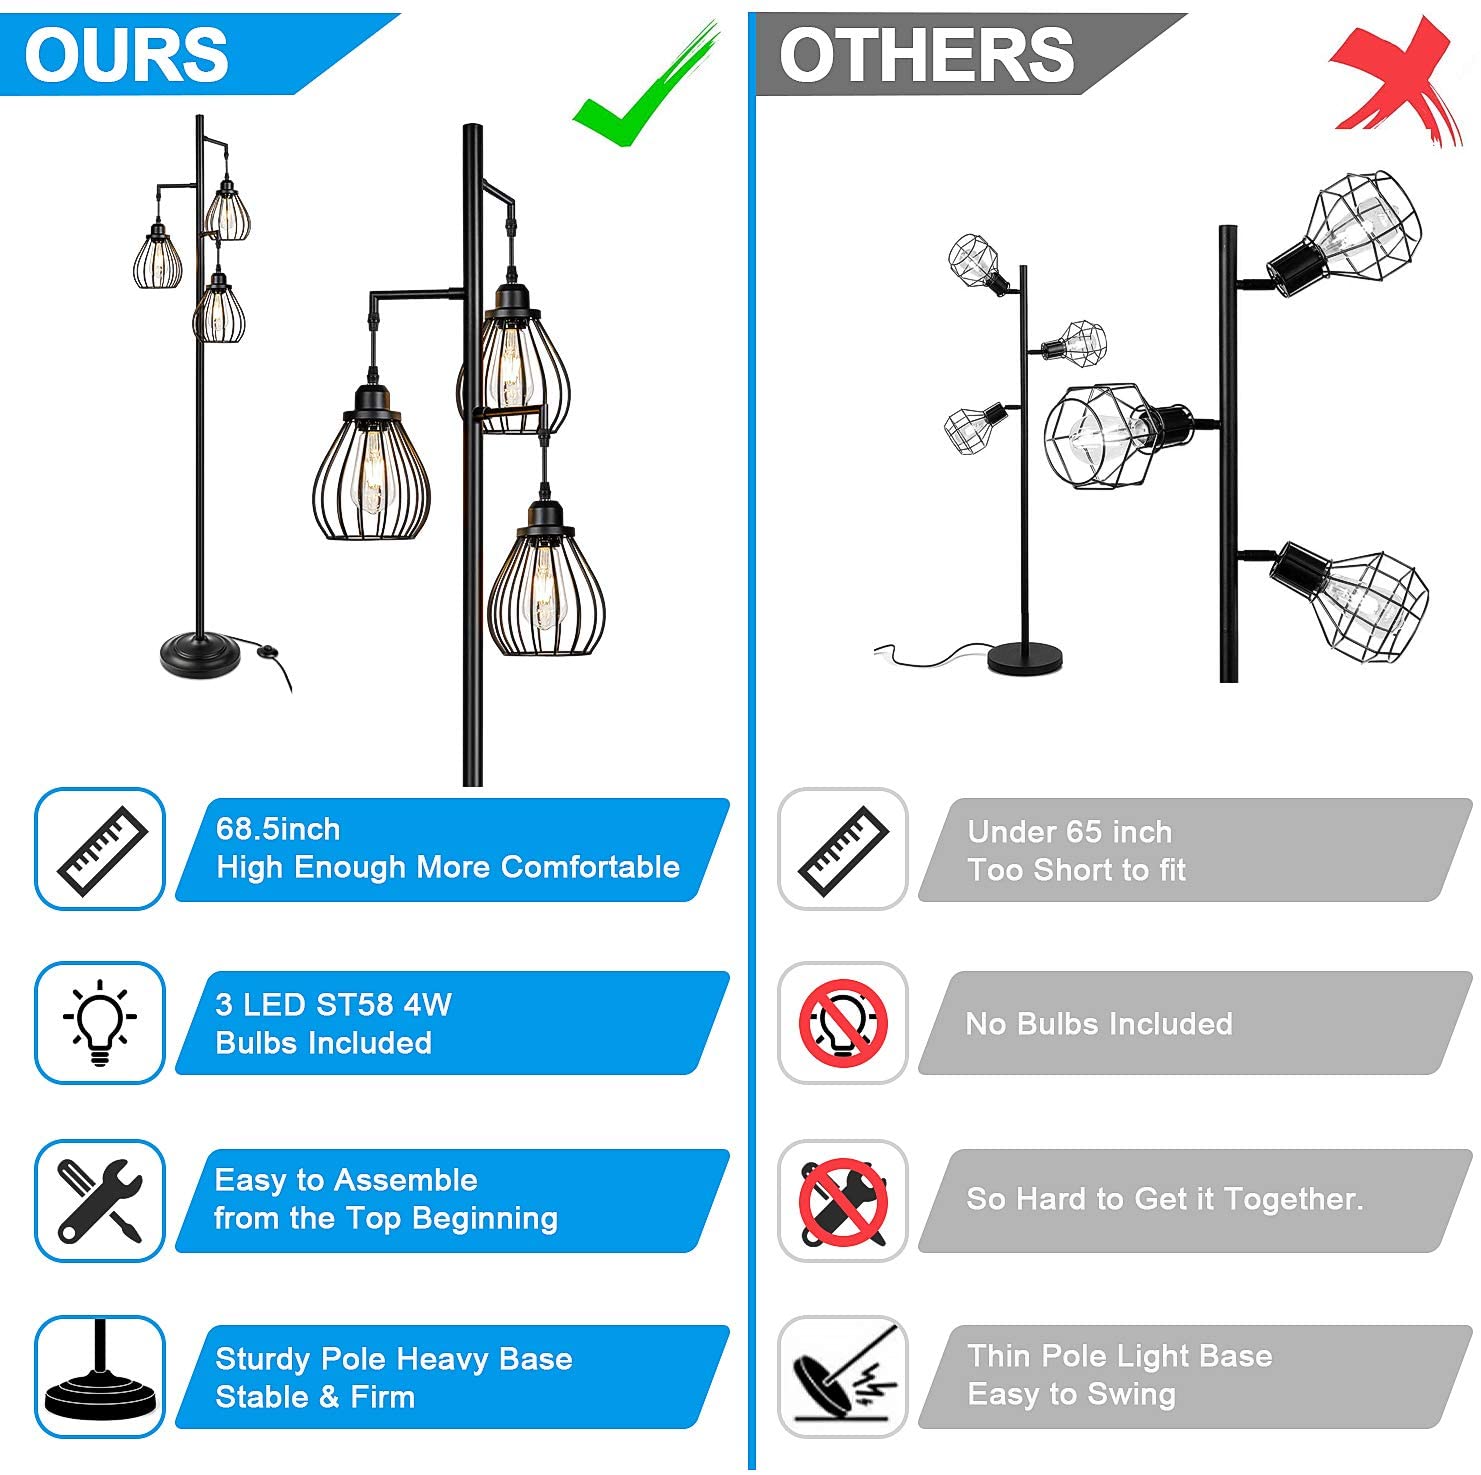 OURS
68.5inch
High Enough More Comfortable
3 LED ST58 4W
Bulbs Included
Easy to Assemble
from the Top Beginning
Sturdy Pole Heavy Base
Stable & Firm
OTHERS
Under 65 inch
Too Short to fit
No Bulbs Included
So Hard to Get it Together.
Thin Pole Light Base
Easy to Swing